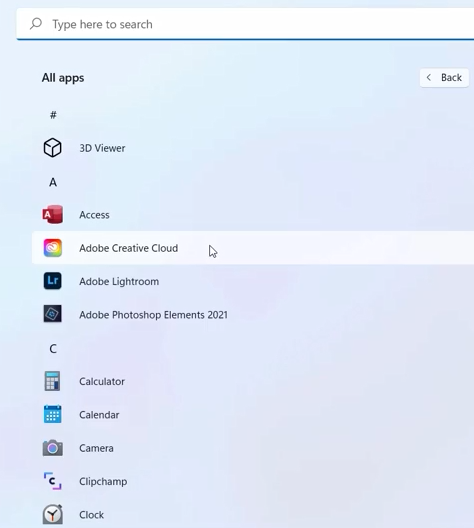 Type here to search
All apps
Back
#
3D Viewer
A
A
Access
Adobe Creative Cloud
Lr
Adobe Lightroom
Adobe Photoshop Elements 2021
C
Calculator
Calendar
Camera
C
Clipchamp
Clock